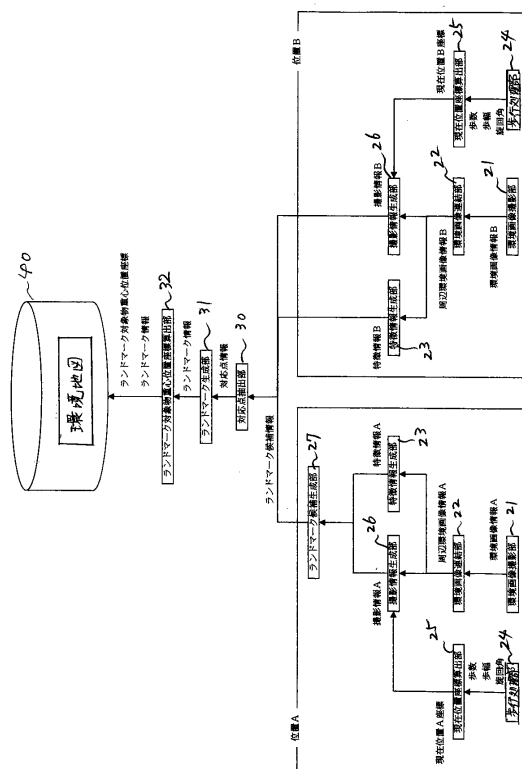 40
環境地図
ランドマーク対象物重心位置座標
ランドマーク情報
ランドマーク対象物重心位置座標算出部
32
ランドマーク情報
ランドマーク生成部
31
対応点情報
対応点抽出部
30
ランドマーク候補情報
位置A
ランドマーク候補生成部
27
撮影情報A
撮影情報生成部
26
特徴情報A
特徴情報生成部
23
現在位置A座標
現在位置座標算出部
25
歩数
歩幅
旋回角
歩行処理部
24
周辺環境画像情報A
環境画像連結部
22
環境画像情報A
環境画像撮影部
21
位置B
特徴情報B
特徴情報生成部
23
撮影情報B
撮影情報生成部
26
周辺環境画像情報B
環境画像連結部
22
環境画像情報B
環境画像撮影部
21
現在位置B座標
現在位置座標算出部
25
歩数
歩幅
旋回角
歩行処理部
24